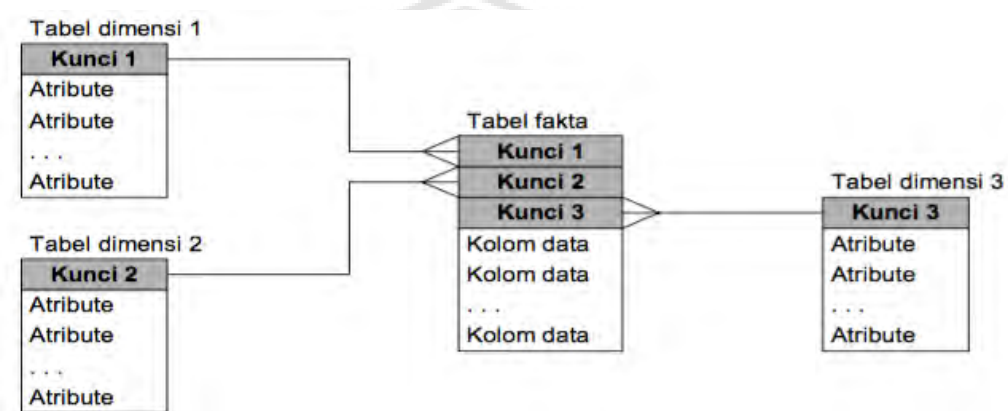 Tabel dimensi 1
Kunci 1
Atribute
Atribute
. . .
Atribute
Tabel dimensi 2
Kunci 2
Atribute
Atribute
. . .
Atribute
Tabel fakta
Kunci 1
Kunci 2
Kunci 3
Kolom data
Kolom data
. . .
Kolom data
Tabel dimensi 3
Kunci 3
Atribute
Atribute
. . .
Atribute